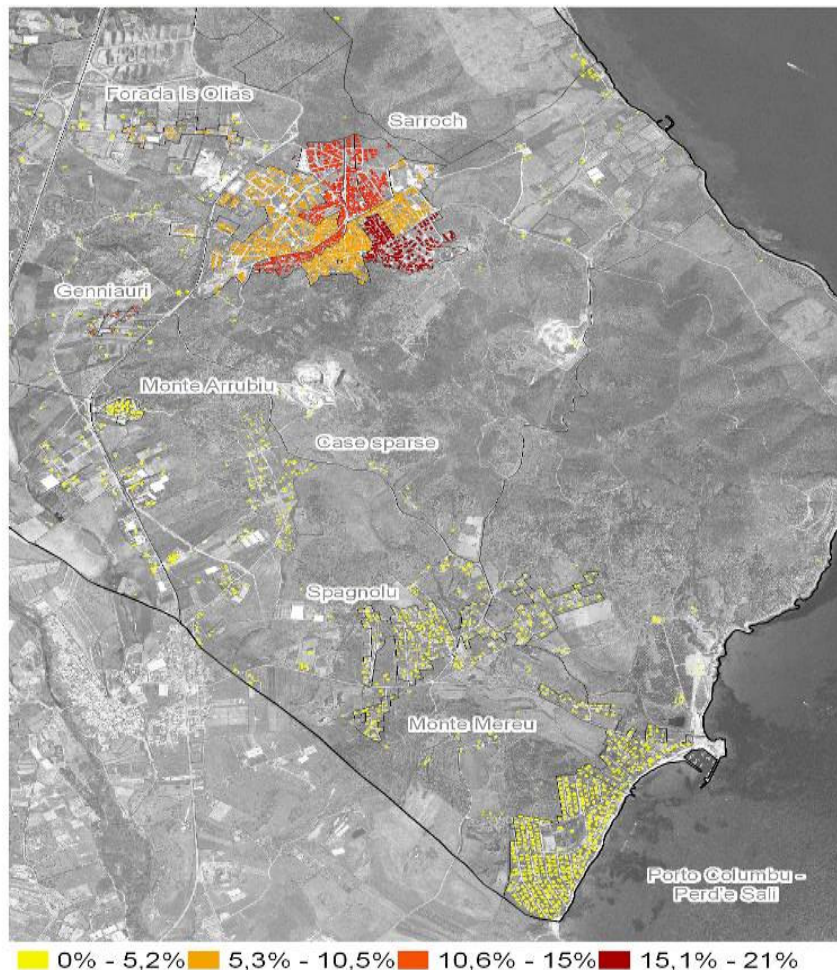 Forada Is Olias
Sarroch
Genniauri
Monte Arrubiu
Case sparse
Spagnolu
Monte Mereu
Porto Columbu -
Perd'e Sali
0% - 5,2% 5,3% - 10,5% 10,6% - 15% 15,1% - 21%